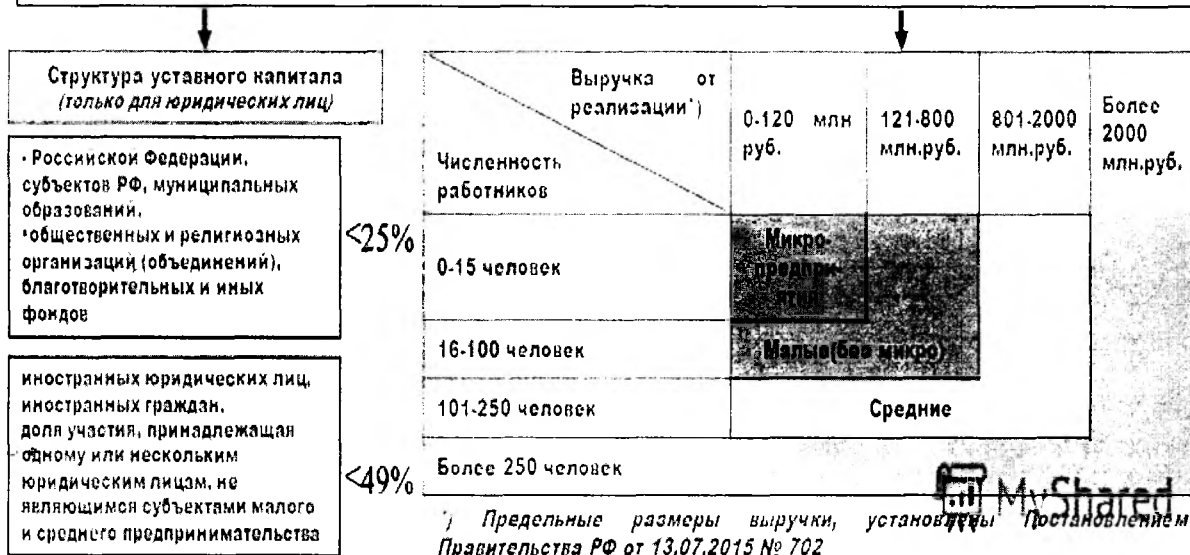 Структура уставного капитала
(только для юридических лиц)
- Российской Федерации,
субъектов РФ, муниципальных
образований,
•общественных и религиозных
организаций (объединений),
благотворительных и иных
фондов
<25%
иностранных юридических лиц,
иностранных граждан,
доля участия, принадлежащая
одному или нескольким
юридическим лицам, не
являющимся субъектами малого
и среднего предпринимательства
<49%
Выручка от
реализации*)
Численность
работников
0-120 млн
руб.
121-800
млн.руб.
801-2000
млн.руб.
Более
2000
млн.руб.
0-15 человек
Микро-
предпри-
ятия
16-100 человек
Малые(без микро)
101-250 человек
Средние
Более 250 человек
MyShared
*) Предельные размеры выручки, установлены Постановлением
Правительства РФ от 13.07.2015 № 702